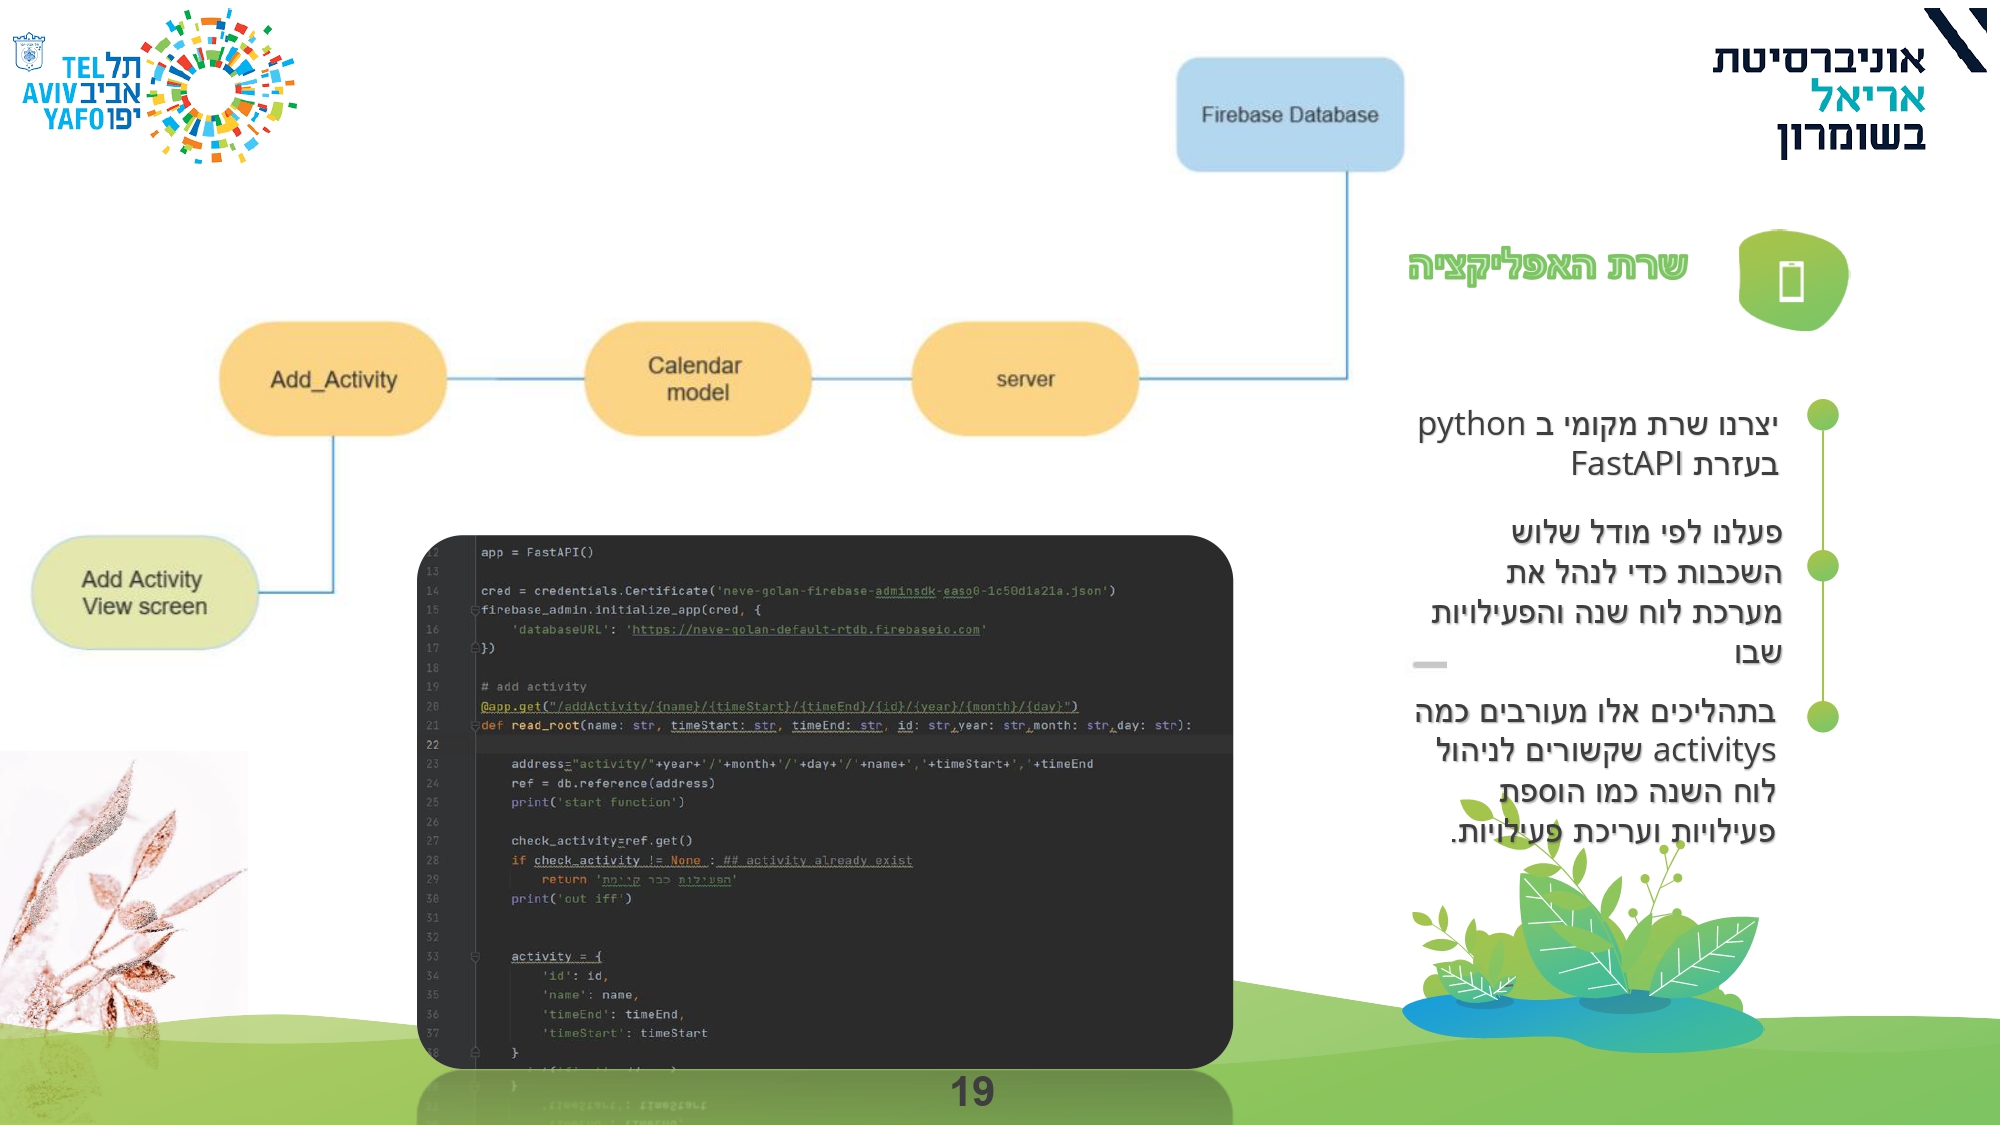 TEL תל
AVIV אביב
YAFO יפו
אוניברסיטת
אריאל
בשומרון
Firebase Database
שרת האפליקציה
Add_Activity
Calendar
model
server
Add Activity
View screen
יצרנו שרת מקומי ב python
בעזרת FastAPI
פעלנו לפי מודל שלוש
השכבות כדי לנהל את
מערכת לוח שנה והפעילויות
שבו
בתהליכים אלו מעורבים כמה
activitys שקשורים לניהול
לוח השנה כמו הוספת
פעילויות ועריכת פעילויות.
12 app = FastAPI()
13
14 cred = credentials.Certificate('neve-golan-firebase-adminsdk-easo0-1c50d1a21a.json')
15 firebase_admin.initialize_app(cred, {
16 'databaseURL': 'https://neve-golan-default-rtdb.firebaseio.com'
17 })
18
19 # add activity
20 @app.get("/addActivity/{name}/{timeStart}/{timeEnd}/{id}/{year}/{month}/{day}")
21 def read_root(name: str, timeStart: str, timeEnd: str, id: str,year: str,month: str,day: str):
22
23 address="activity/"+year+'/'+month+'/'+day+'/'+name+','+timeStart+','+timeEnd
24 ref = db.reference(address)
25 print('start function')
26
27 check_activity=ref.get()
28 if check_activity != None : ## activity already exist
29 return 'הפעילות כבר קיימת'
30 print('out iff')
31
32
33 activity = {
34 'id': id,
35 'name': name,
36 'timeEnd': timeEnd,
37 'timeStart': timeStart
38 }
19